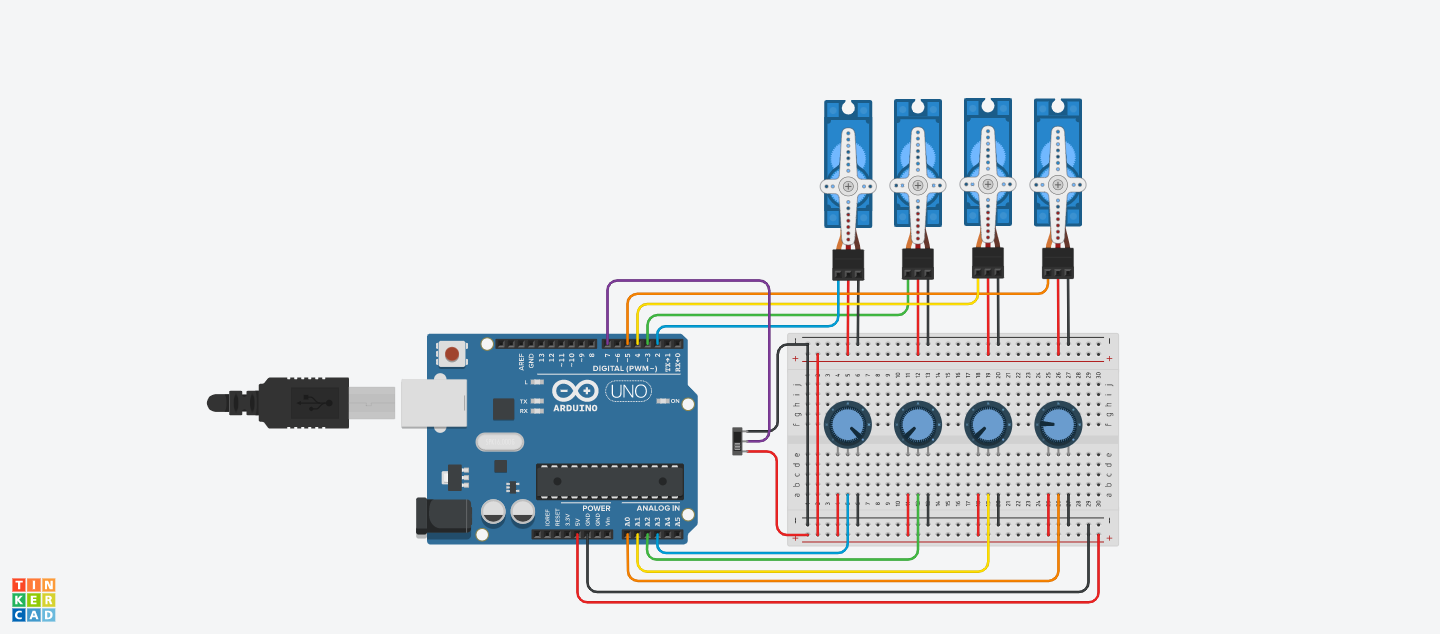 AREF
GND
13
12
~11
~10
~9
8
7
~6
~5
4
~3
2
TX→1
RX←0
DIGITAL (PWM~)
L
TX
RX
ARDUINO
UNO
ON
POWER
ANALOG IN
IOREF
RESET
3.3V
5V
GND
GND
Vin
A0
A1
A2
A3
A4
A5
TIN
KER
CAD